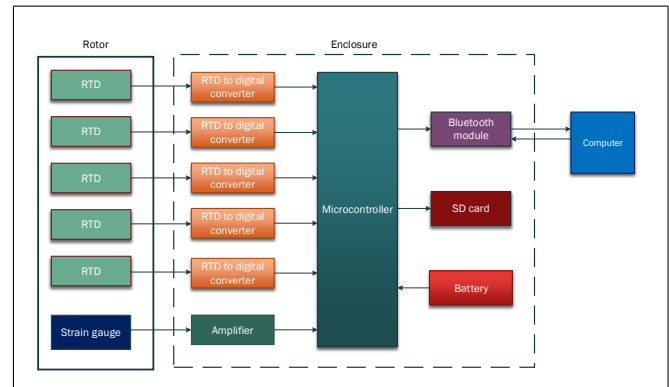 Rotor
Enclosure
RTD
RTD to digital
converter
RTD
RTD to digital
converter
Bluetooth
module
Computer
RTD
RTD to digital
converter
Microcontroller
SD card
RTD
RTD to digital
converter
RTD
RTD to digital
converter
Battery
Strain gauge
Amplifier